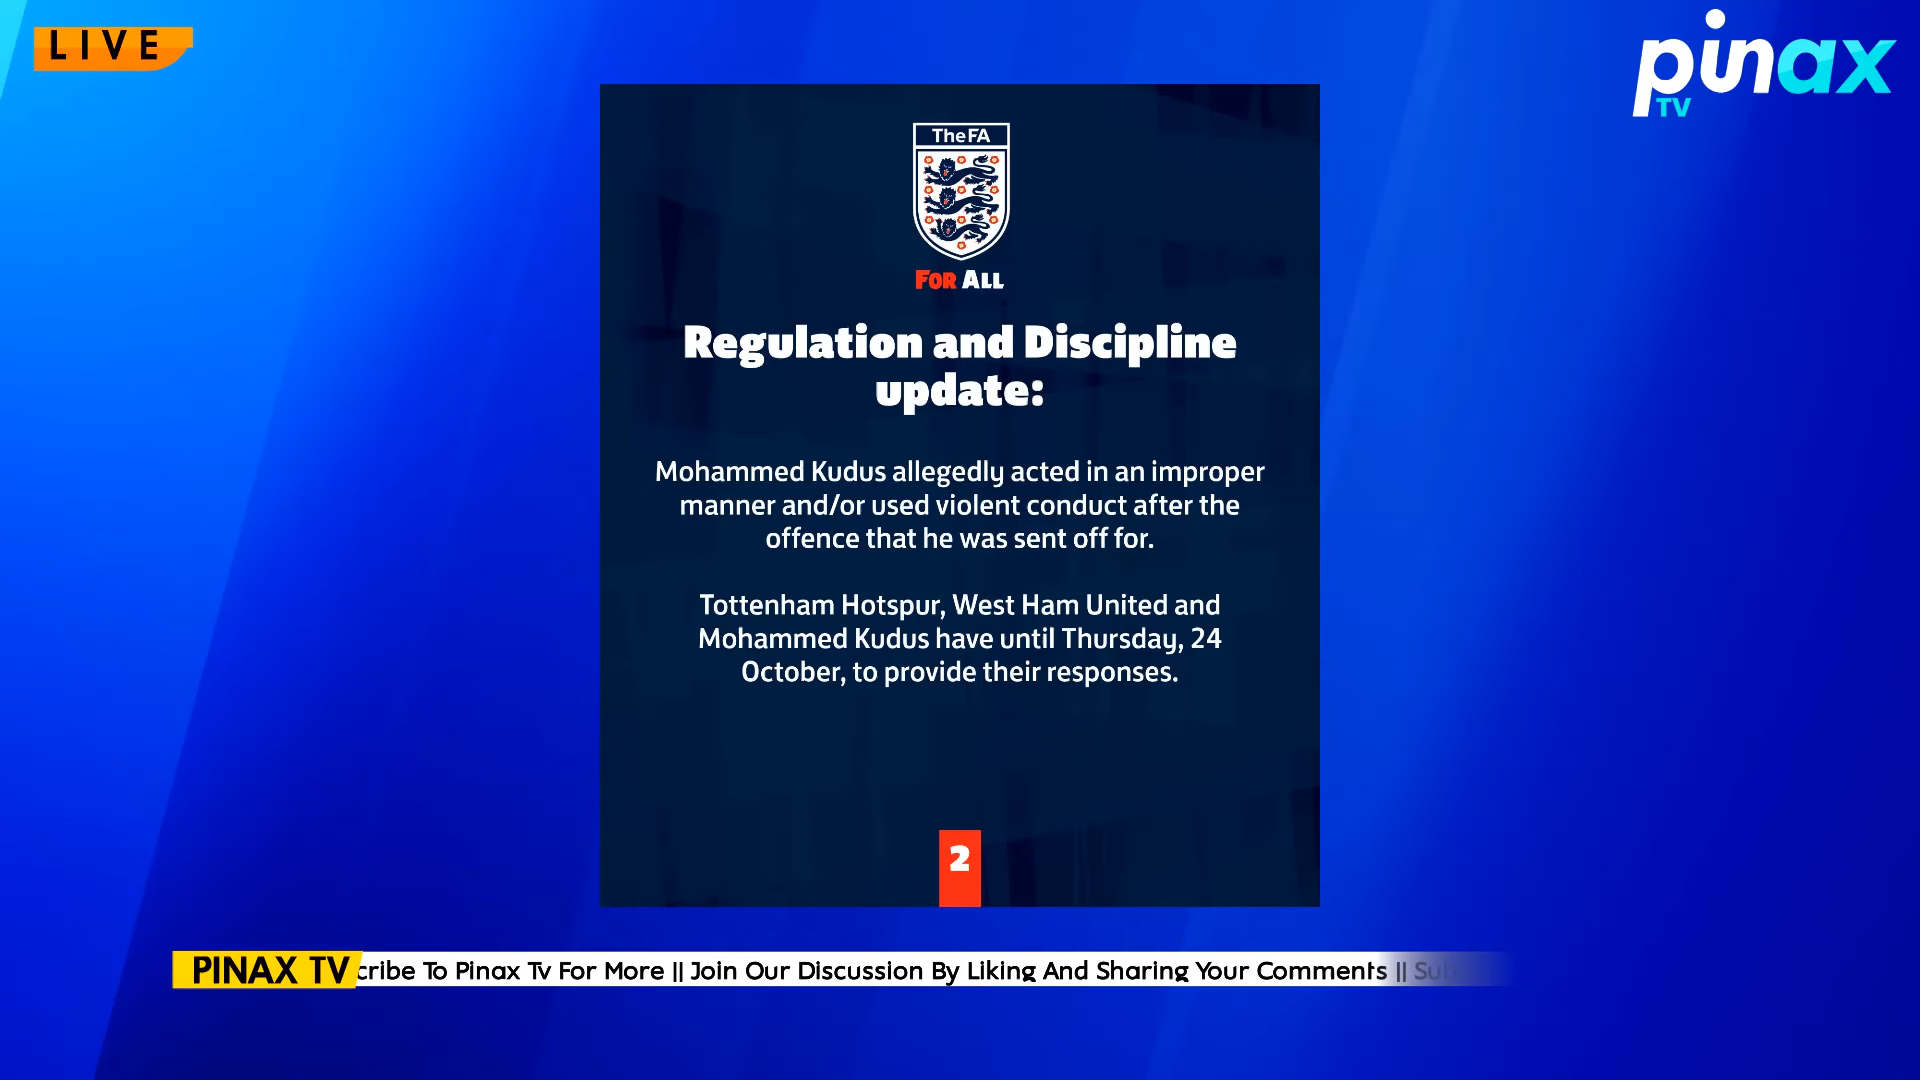 LIVE
pinax
TV
TheFA
FOR ALL
Regulation and Discipline
update:
Mohammed Kudus allegedly acted in an improper
manner and/or used violent conduct after the
offence that he was sent off for.
Tottenham Hotspur, West Ham United and
Mohammed Kudus have until Thursday, 24
October, to provide their responses.
2
PINAX TV cribe To Pinax Tv For More || Join Our Discussion By Liking And Sharing Your Comments || Sub